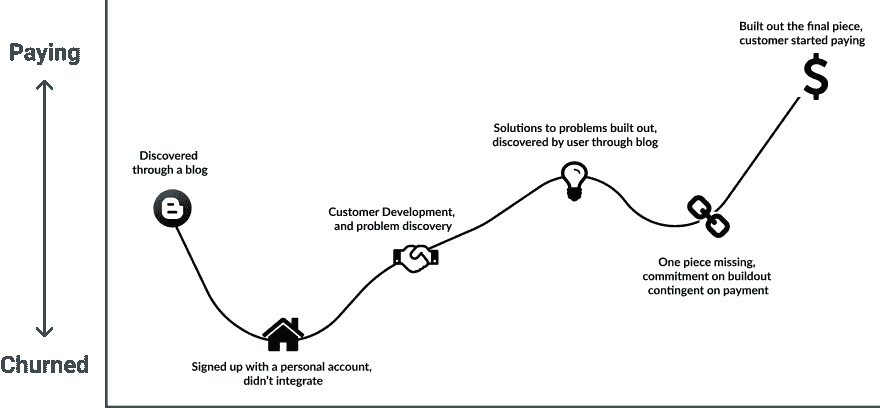 Paying
Churned
Discovered
through a blog
Signed up with a personal account,
didn't integrate
Customer Development,
and problem discovery
Solutions to problems built out,
discovered by user through blog
One piece missing,
commitment on buildout
contingent on payment
Built out the final piece,
customer started paying
$